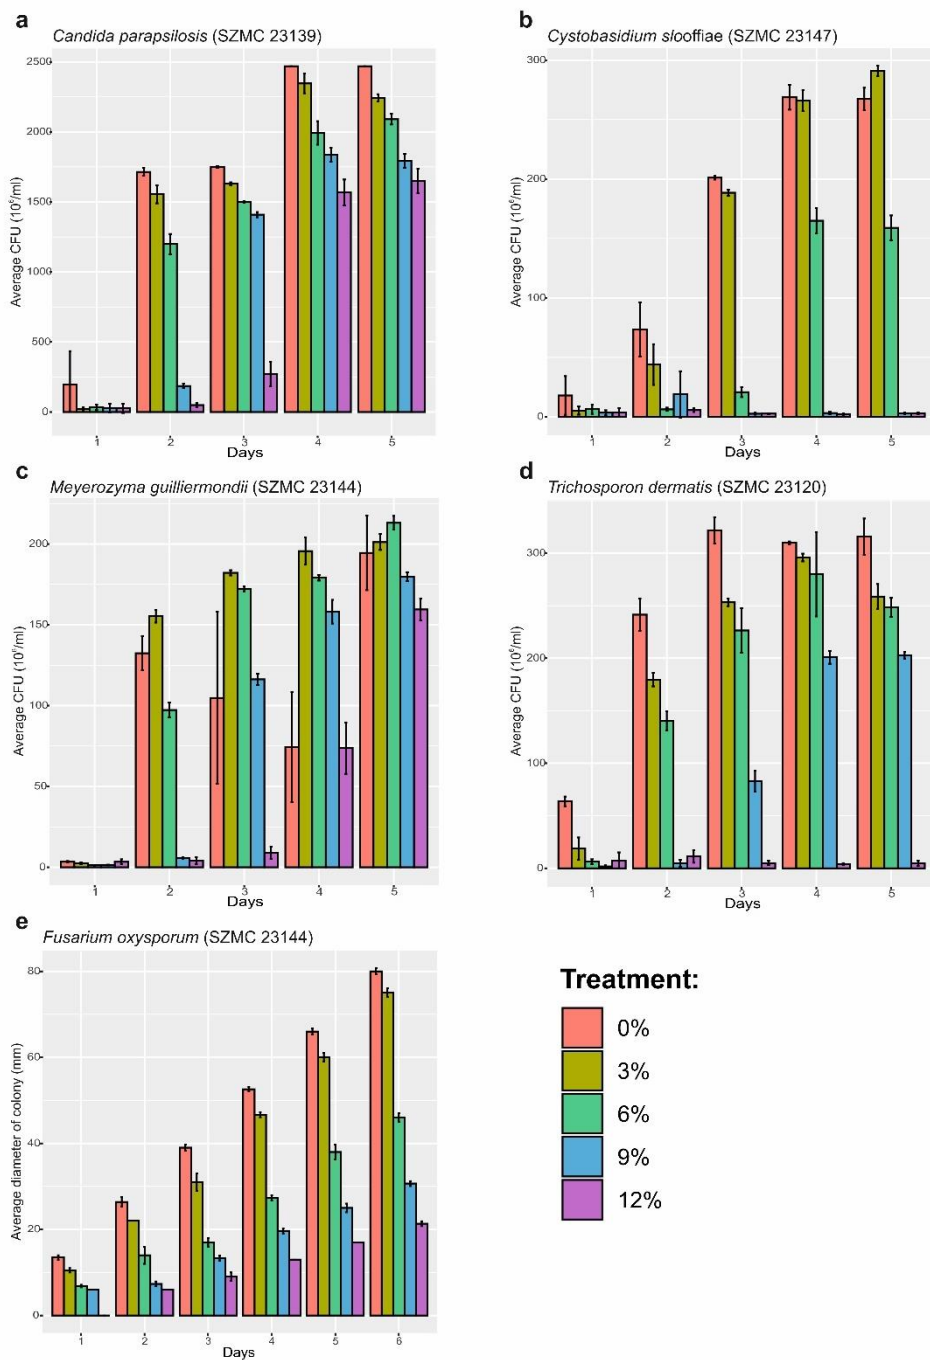 a
Candida parapsilosis (SZMC 23139)
Average CFU (10⁶/ml)
2500
2000
1500
1000
500
0
1 2 3 4 5
Days
b
Cystobasidium slooffiae (SZMC 23147)
Average CFU (10⁶/ml)
300
200
100
0
1 2 3 4 5
Days
c
Meyerozyma guilliermondii (SZMC 23144)
Average CFU (10⁶/ml)
200
150
100
50
0
1 2 3 4 5
Days
d
Trichosporon dermatis (SZMC 23120)
Average CFU (10⁶/ml)
300
200
100
0
1 2 3 4 5
Days
e
Fusarium oxysporum (SZMC 23144)
Average diameter of colony (mm)
80
60
40
20
0
1 2 3 4 5 6
Days
Treatment:
0%
3%
6%
9%
12%